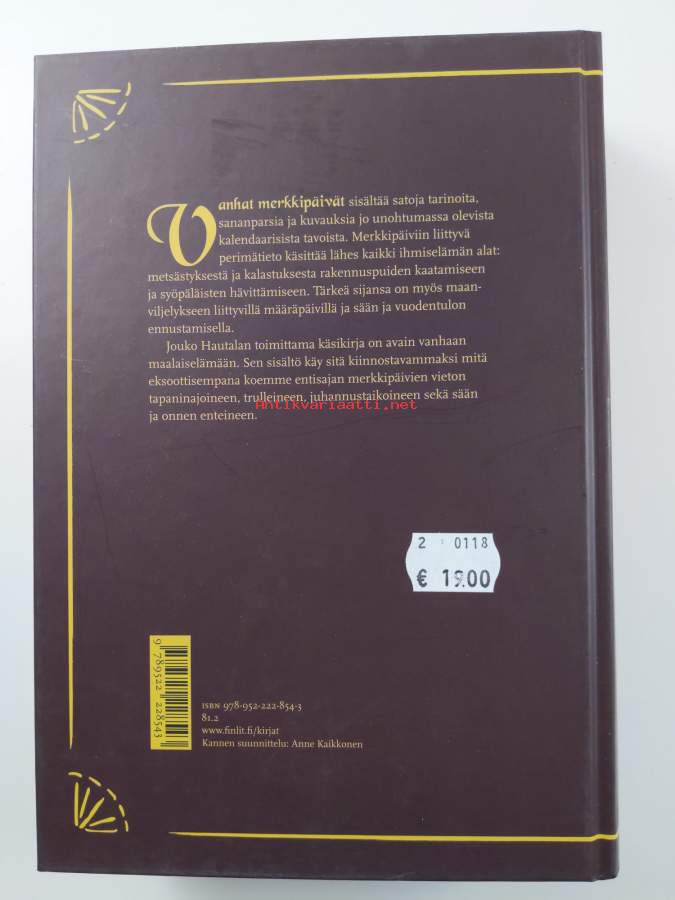 Vanhat merkkipäivät sisältää satoja tarinoita,
sananparsia ja kuvauksia jo unohtumassa olevista
kalendaarisista tavoista. Merkkipäiviin liittyvä
perimätieto käsittää lähes kaikki ihmiselämän alat:
metsästyksestä ja kalastuksesta rakennuspuiden kaatamiseen
ja syöpäläisten hävittämiseen. Tärkeä sijansa on myös maan-
viljelykseen liittyvillä määräpäivillä ja sään ja vuodentulon
ennustamisella.
Jouko Hautalan toimittama käsikirja on avain vanhaan
maalaiselämään. Sen sisältö käy sitä kiinnostavammaksi mitä
eksoottisempana koemme entisajan merkkipäivien vieton
tapaninajoineen, trulleineen, juhannustaikoineen sekä sään
Antikvariaatti.net
ja onnen enteineen.
2 0118
€ 19.00
9 789522 228543
ISBN 978-952-222-854-3
81.2
www.finlit.fi/kirjat
Kannen suunnittelu: Anne Kaikkonen